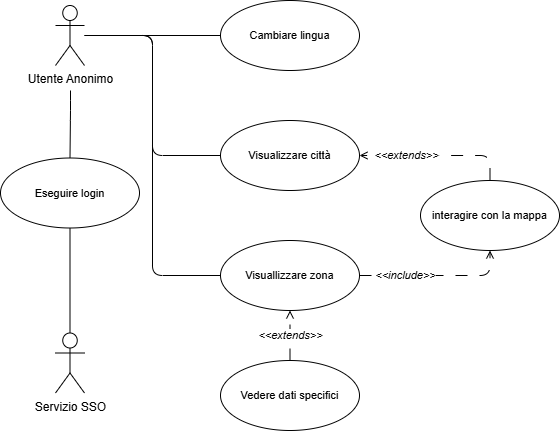 Cambiare lingua
Utente Anonimo
Visualizzare città
<<extends>>
Eseguire login
interagire con la mappa
Visuallizzare zona
<<include>>
<<extends>>
Vedere dati specifici
Servizio SSO